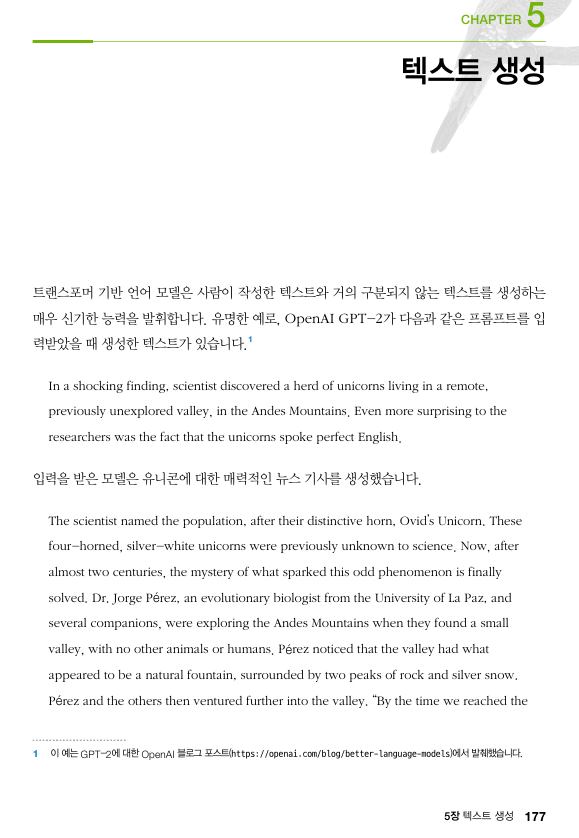 CHAPTER 5
텍스트 생성
트랜스포머 기반 언어 모델은 사람이 작성한 텍스트와 거의 구분되지 않는 텍스트를 생성하는
매우 신기한 능력을 발휘합니다. 유명한 예로, OpenAI GPT-2가 다음과 같은 프롬프트를 입
력받았을 때 생성한 텍스트가 있습니다.1
In a shocking finding, scientist discovered a herd of unicorns living in a remote,
previously unexplored valley, in the Andes Mountains. Even more surprising to the
researchers was the fact that the unicorns spoke perfect English.
입력을 받은 모델은 유니콘에 대한 매력적인 뉴스 기사를 생성했습니다.
The scientist named the population, after their distinctive horn, Ovid's Unicorn. These
four-horned, silver-white unicorns were previously unknown to science. Now, after
almost two centuries, the mystery of what sparked this odd phenomenon is finally
solved. Dr. Jorge Pérez, an evolutionary biologist from the University of La Paz, and
several companions, were exploring the Andes Mountains when they found a small
valley, with no other animals or humans. Pérez noticed that the valley had what
appeared to be a natural fountain, surrounded by two peaks of rock and silver snow.
Pérez and the others then ventured further into the valley. “By the time we reached the
1 이 예는 GPT-2에 대한 OpenAI 블로그 포스트(https://openai.com/blog/better-language-models)에서 발췌했습니다.
5장 텍스트 생성 177